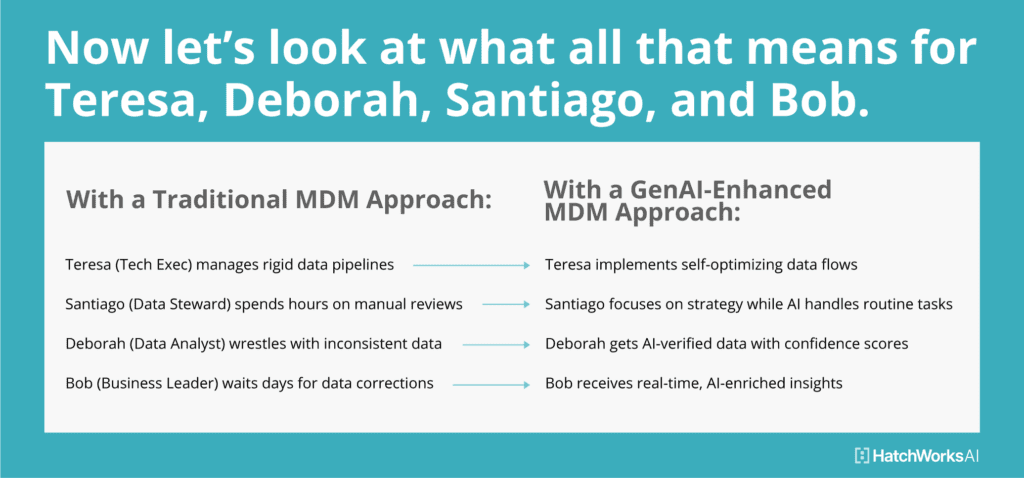 Now let’s look at what all that means for
Teresa, Deborah, Santiago, and Bob.
With a Traditional MDM Approach:
With a GenAI-Enhanced
MDM Approach:
Teresa (Tech Exec) manages rigid data pipelines
Teresa implements self-optimizing data flows
Santiago (Data Steward) spends hours on manual reviews
Santiago focuses on strategy while AI handles routine tasks
Deborah (Data Analyst) wrestles with inconsistent data
Deborah gets AI-verified data with confidence scores
Bob (Business Leader) waits days for data corrections
Bob receives real-time, AI-enriched insights
HatchWorksAI